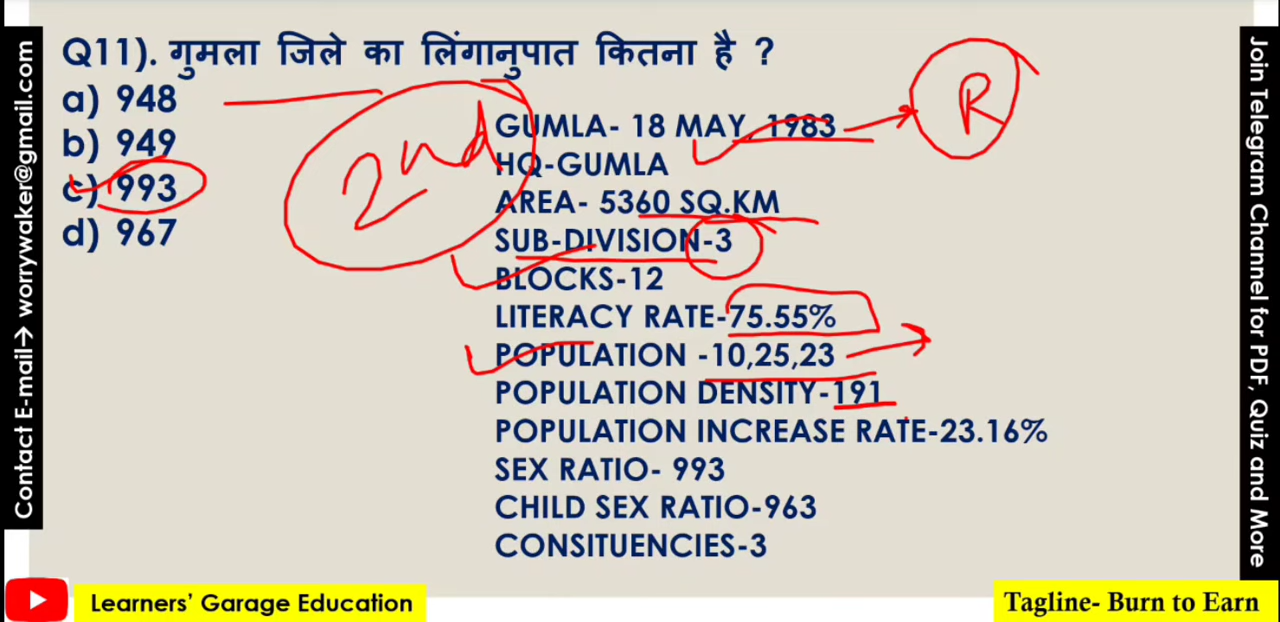 Q11). गुमला जिले का लिंगानुपात कितना है ?
a) 948
b) 949
c) 993
d) 967
2nd
GUMLA- 18 MAY, 1983
R
HQ-GUMLA
AREA- 5360 SQ.KM
SUB-DIVISION-3
BLOCKS-12
LITERACY RATE-75.55%
POPULATION -10,25,23
POPULATION DENSITY-191
POPULATION INCREASE RATE-23.16%
SEX RATIO- 993
CHILD SEX RATIO-963
CONSITUENCIES-3
Contact E-mail→ worrywaker@gmail.com
Join Telegram Channel for PDF, Quiz and More
Learners' Garage Education
Tagline- Burn to Earn